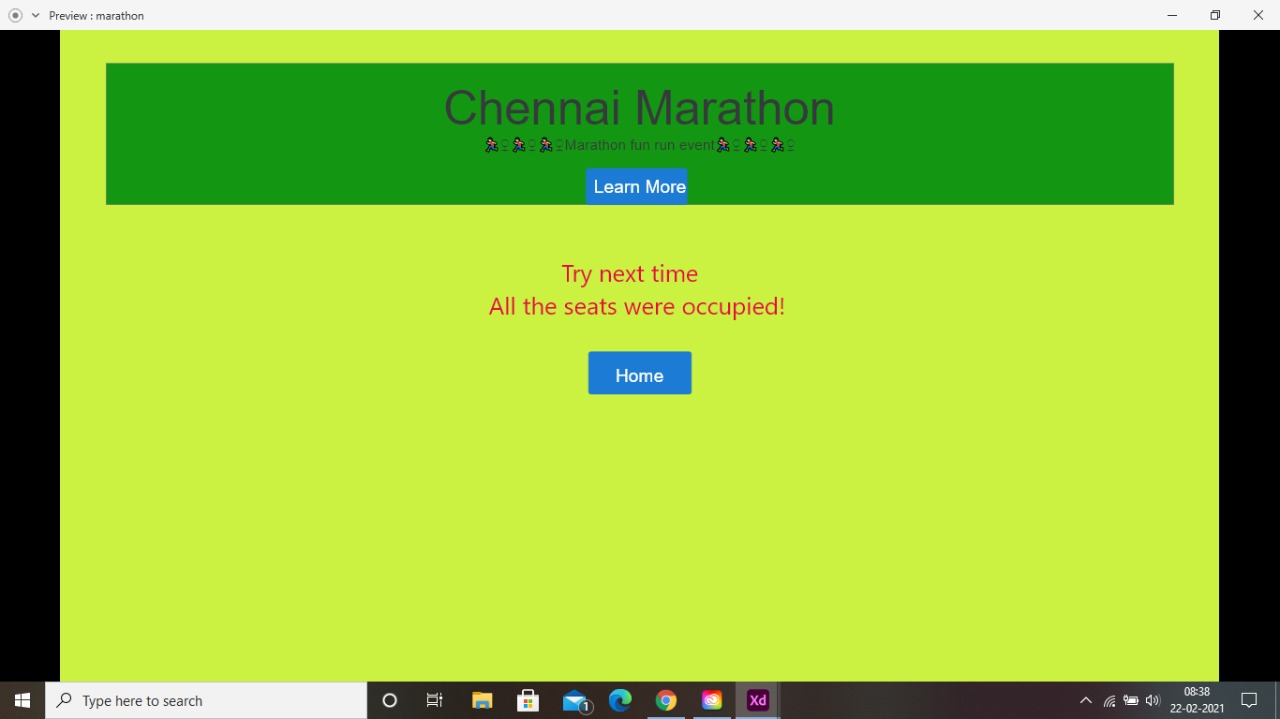 Preview : marathon
Chennai Marathon
🏃♀🏃♀🏃♀Marathon fun run event🏃♀🏃♀🏃♀
Learn More
Try next time
All the seats were occupied!
Home
Type here to search
1
Xd
08:38
22-02-2021